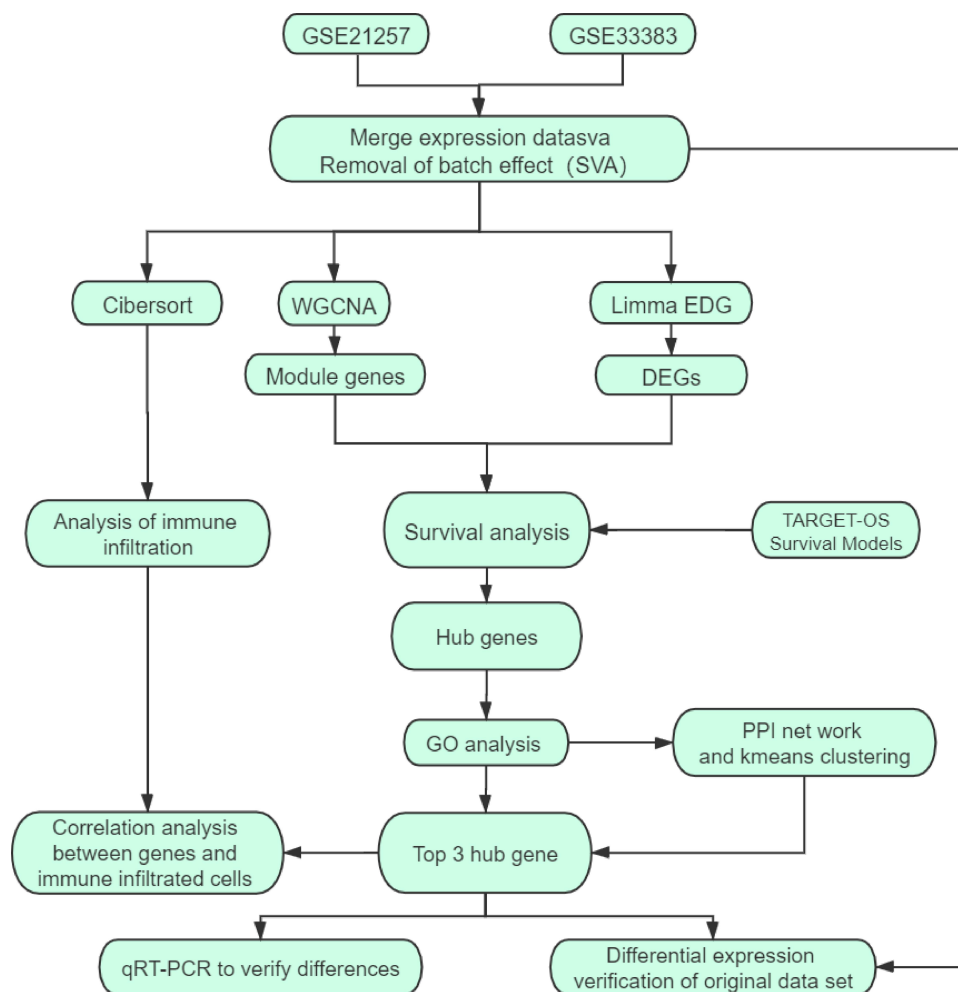 GSE21257
GSE33383
Merge expression datasva
Removal of batch effect (SVA)
Cibersort
WGCNA
Limma EDG
Module genes
DEGs
Analysis of immune
infiltration
Survival analysis
TARGET-OS
Survival Models
Hub genes
GO analysis
PPI net work
and kmeans clustering
Correlation analysis
between genes and
immune infiltrated cells
Top 3 hub gene
qRT-PCR to verify differences
Differential expression
verification of original data set